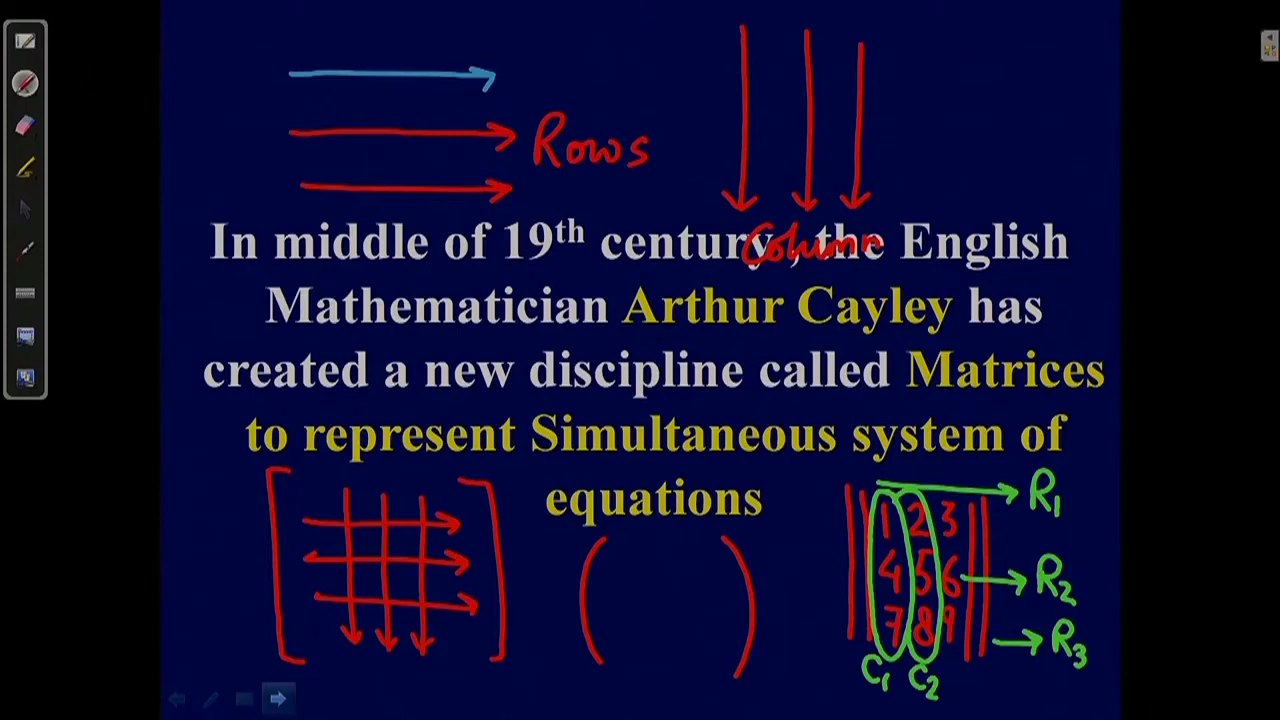 Rows
Column
In middle of 19th century, the English
Mathematician Arthur Cayley has
created a new discipline called Matrices
to represent Simultaneous system of
equations
R1
1 2 3
4 5 6 R2
7 8 9 R3
C1 C2